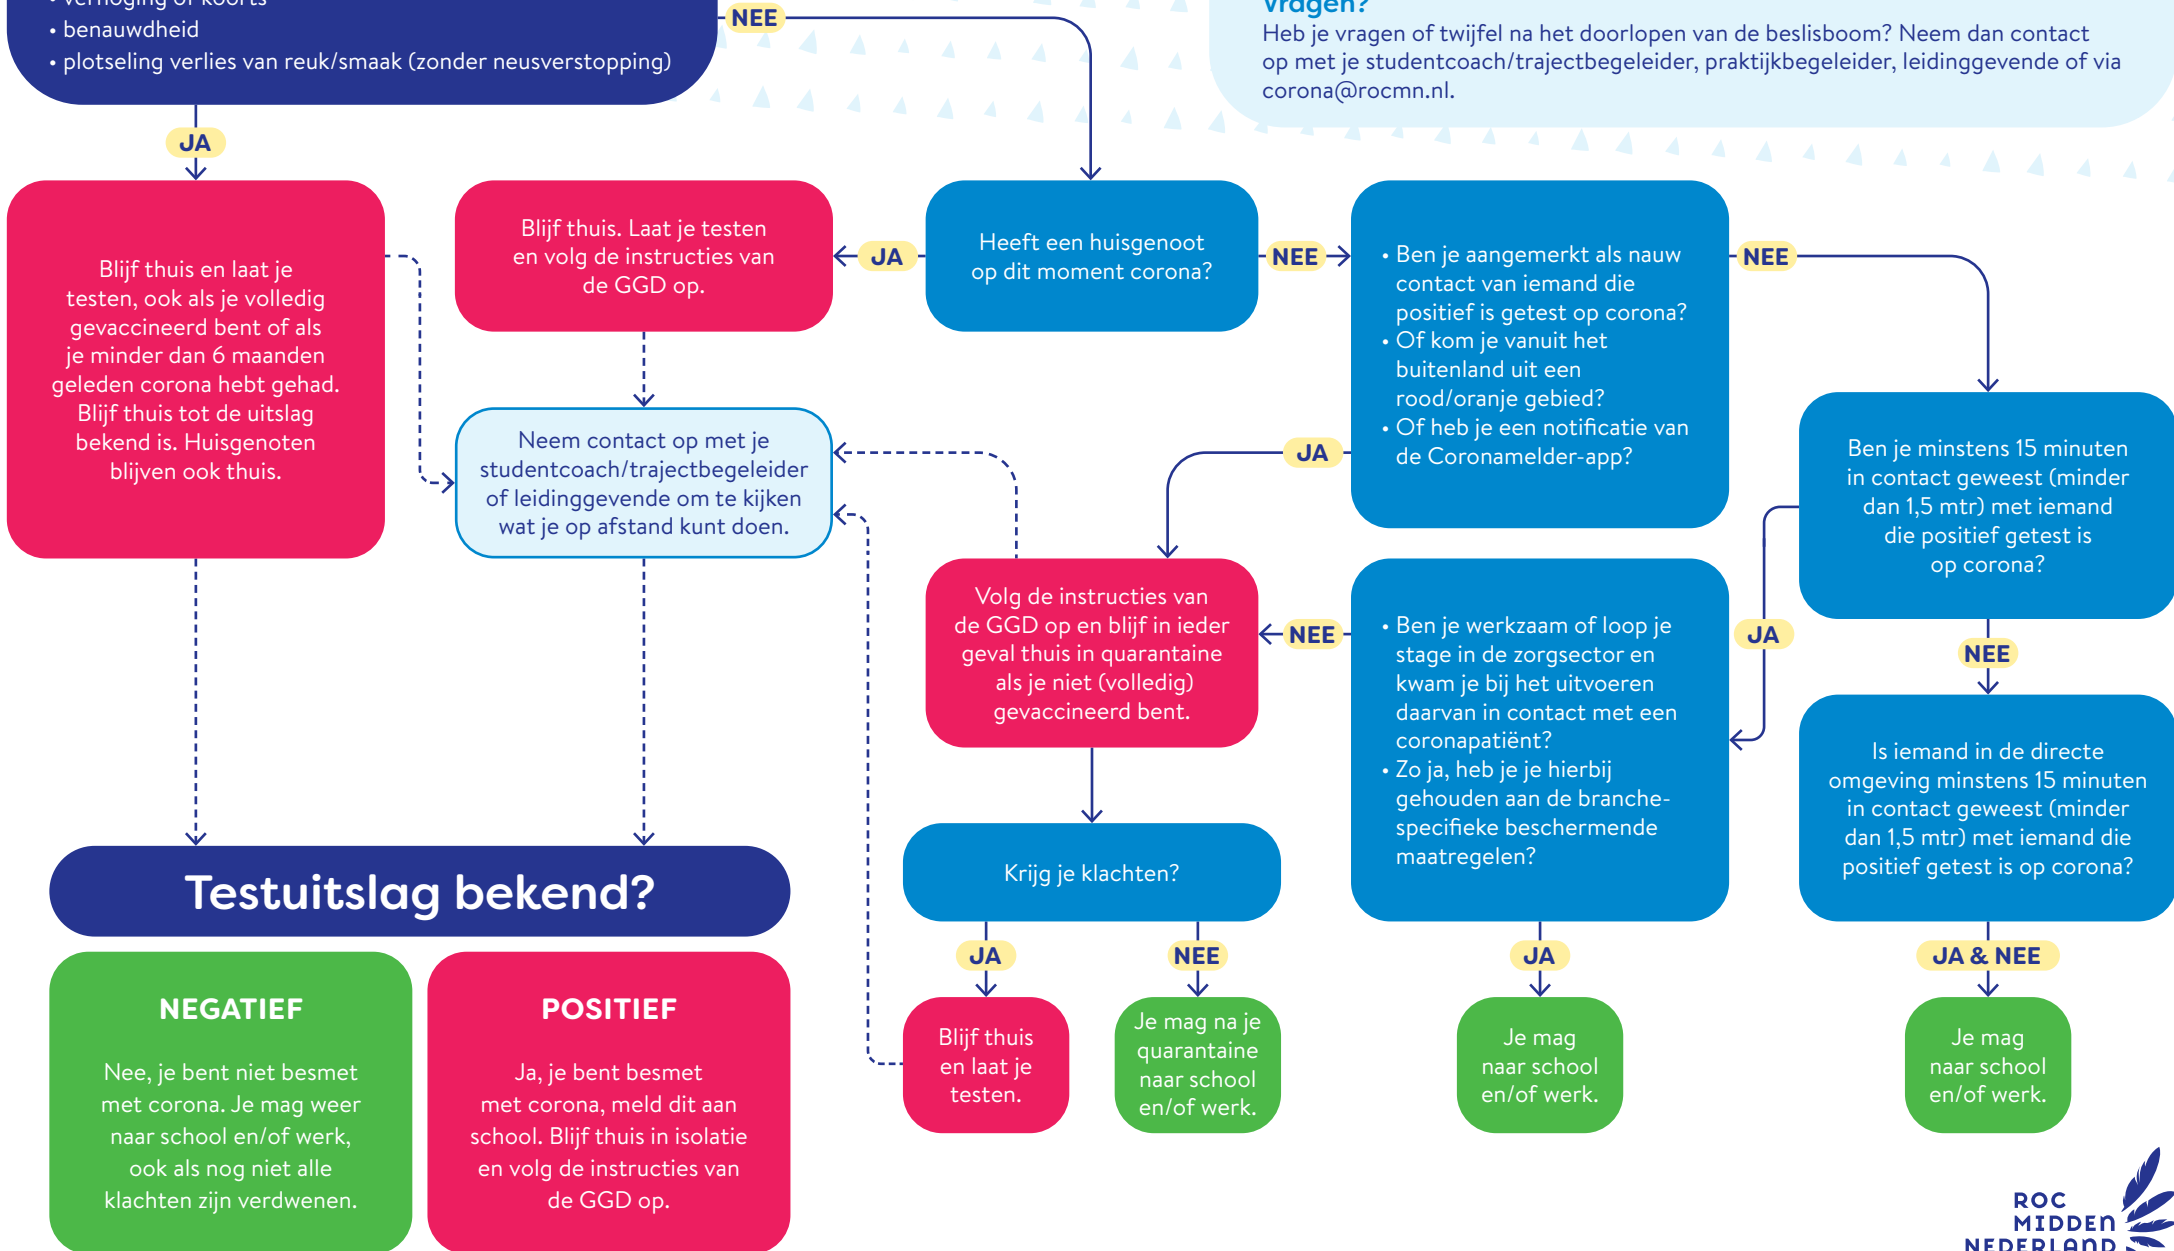 • verhoging of koorts
• benauwdheid
• plotseling verlies van reuk/smaak (zonder neusverstopping)
NEE
Vragen?
Heb je vragen of twijfel na het doorlopen van de beslisboom? Neem dan contact
op met je studentcoach/trajectbegeleider, praktijkbegeleider, leidinggevende of via
corona@rocmn.nl.
JA
Blijf thuis en laat je
testen, ook als je volledig
gevaccineerd bent of als
je minder dan 6 maanden
geleden corona hebt gehad.
Blijf thuis tot de uitslag
bekend is. Huisgenoten
blijven ook thuis.
Blijf thuis. Laat je testen
en volg de instructies van
de GGD op.
JA
Heeft een huisgenoot
op dit moment corona?
NEE
• Ben je aangemerkt als nauw
contact van iemand die
positief is getest op corona?
• Of kom je vanuit het
buitenland uit een
rood/oranje gebied?
• Of heb je een notificatie van
de Coronamelder-app?
NEE
JA
Neem contact op met je
studentcoach/trajectbegeleider
of leidinggevende om te kijken
wat je op afstand kunt doen.
Ben je minstens 15 minuten
in contact geweest (minder
dan 1,5 mtr) met iemand
die positief getest is
op corona?
Volg de instructies van
de GGD op en blijf in ieder
geval thuis in quarantaine
als je niet (volledig)
gevaccineerd bent.
NEE
• Ben je werkzaam of loop je
stage in de zorgsector en
kwam je bij het uitvoeren
daarvan in contact met een
coronapatiënt?
• Zo ja, heb je je hierbij
gehouden aan de branche-
specifieke beschermende
maatregelen?
JA
NEE
Is iemand in de directe
omgeving minstens 15 minuten
in contact geweest (minder
dan 1,5 mtr) met iemand die
positief getest is op corona?
Krijg je klachten?
Testuitslag bekend?
JA
NEE
JA
JA & NEE
NEGATIEF
Nee, je bent niet besmet
met corona. Je mag weer
naar school en/of werk,
ook als nog niet alle
klachten zijn verdwenen.
POSITIEF
Ja, je bent besmet
met corona, meld dit aan
school. Blijf thuis in isolatie
en volg de instructies van
de GGD op.
Blijf thuis
en laat je
testen.
Je mag na je
quarantaine
naar school
en/of werk.
Je mag
naar school
en/of werk.
Je mag
naar school
en/of werk.
ROC
MIDDEN
NEDERLAND